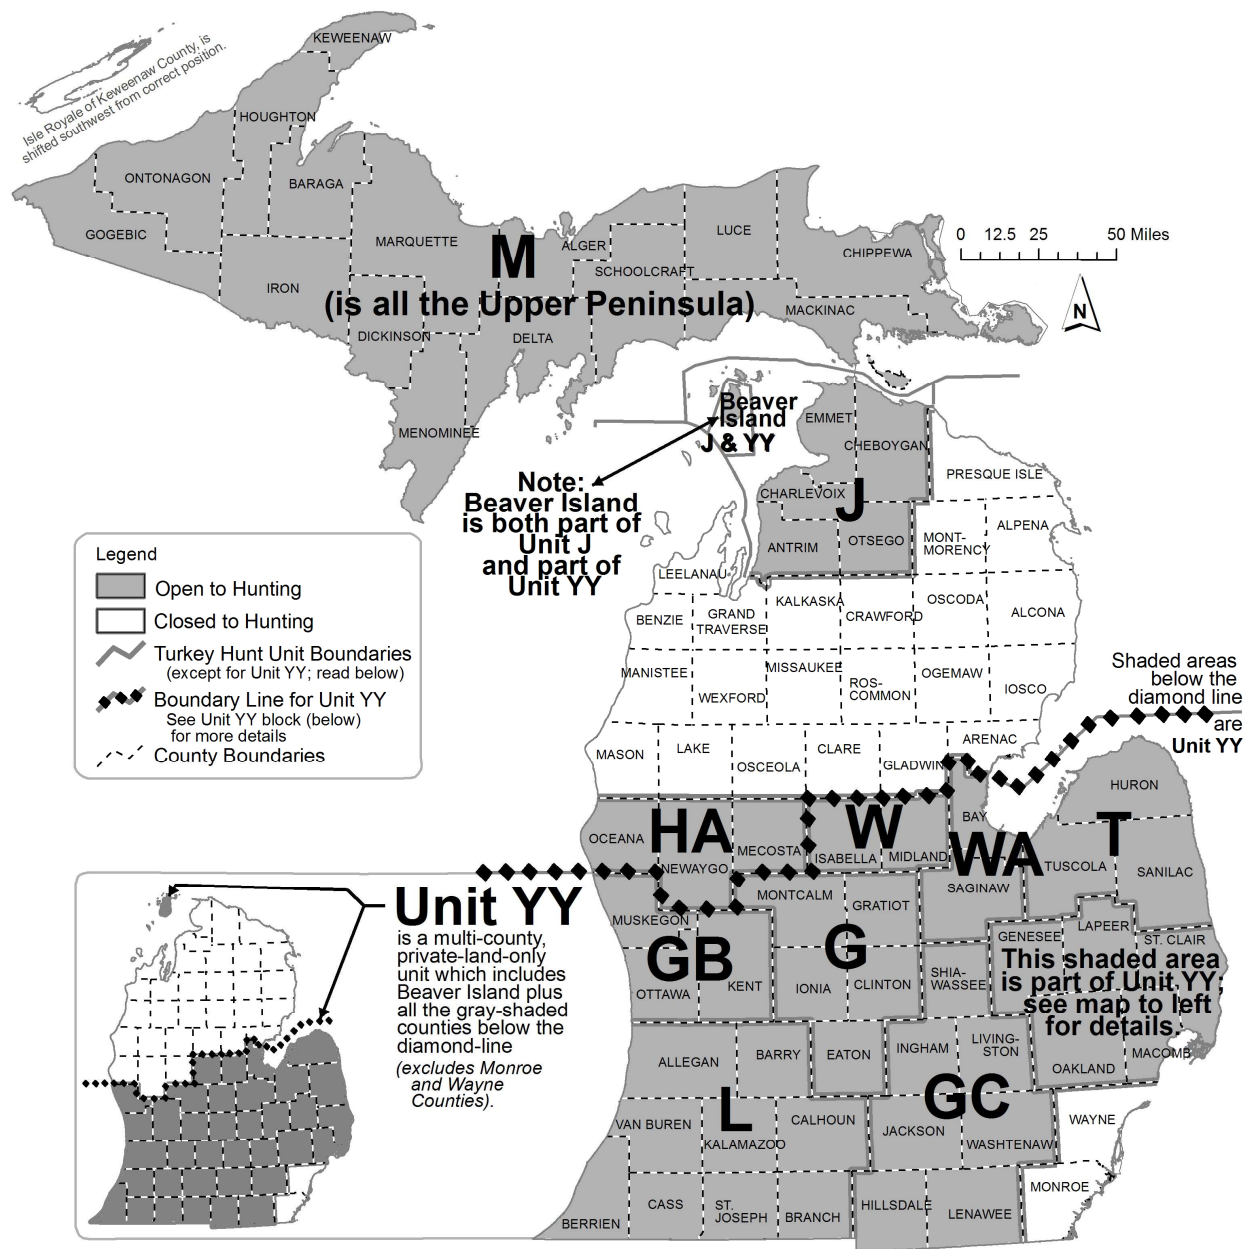 KEWEENAW
Isle Royale of Keweenaw County, is
shifted southwest from correct position.
HOUGHTON
ONTONAGON
BARAGA
GOGEBIC
MARQUETTE
ALGER
LUCE
CHIPPEWA
0 12.5 25 50 Miles
M
SCHOOLCRAFT
IRON
(is all the Upper Peninsula)
MACKINAC
N
DICKINSON
DELTA
MENOMINEE
Beaver
Island
J & YY
EMMET
CHEBOYGAN
PRESQUE ISLE
Note:
Beaver Island
is both part of
Unit J
and part of
Unit YY
CHARLEVOIX
J
ALPENA
ANTRIM
OTSEGO
MONT-
MORENCY
Legend
Open to Hunting
Closed to Hunting
Turkey Hunt Unit Boundaries
(except for Unit YY; read below)
Boundary Line for Unit YY
See Unit YY block (below)
for more details
County Boundaries
LEELANAU
BENZIE
GRAND
TRAVERSE
KALKASKA
CRAWFORD
OSCODA
ALCONA
MANISTEE
WEXFORD
MISSAUKEE
ROS-
COMMON
OGEMAW
IOSCO
Shaded areas
below the
diamond line
are
Unit YY
MASON
LAKE
OSCEOLA
CLARE
GLADWIN
ARENAC
HURON
OCEANA
HA
NEWAYGO
MECOSTA
W
ISABELLA
MIDLAND
BAY
WA
SAGINAW
T
TUSCOLA
SANILAC
Unit YY
is a multi-county,
private-land-only
unit which includes
Beaver Island plus
all the gray-shaded
counties below the
diamond-line
(excludes Monroe
and Wayne
Counties).
MUSKEGON
MONTCALM
GRATIOT
GB
G
OTTAWA
KENT
IONIA
CLINTON
SHIA-
WASSEE
GENESEE
LAPEER
ST. CLAIR
This shaded area
is part of Unit YY;
see map to left
for details.
ALLEGAN
BARRY
EATON
INGHAM
LIVING-
STON
OAKLAND
MACOMB
L
GC
VAN BUREN
KALAMAZOO
CALHOUN
JACKSON
WASHTENAW
WAYNE
BERRIEN
CASS
ST.
JOSEPH
BRANCH
HILLSDALE
LENAWEE
MONROE